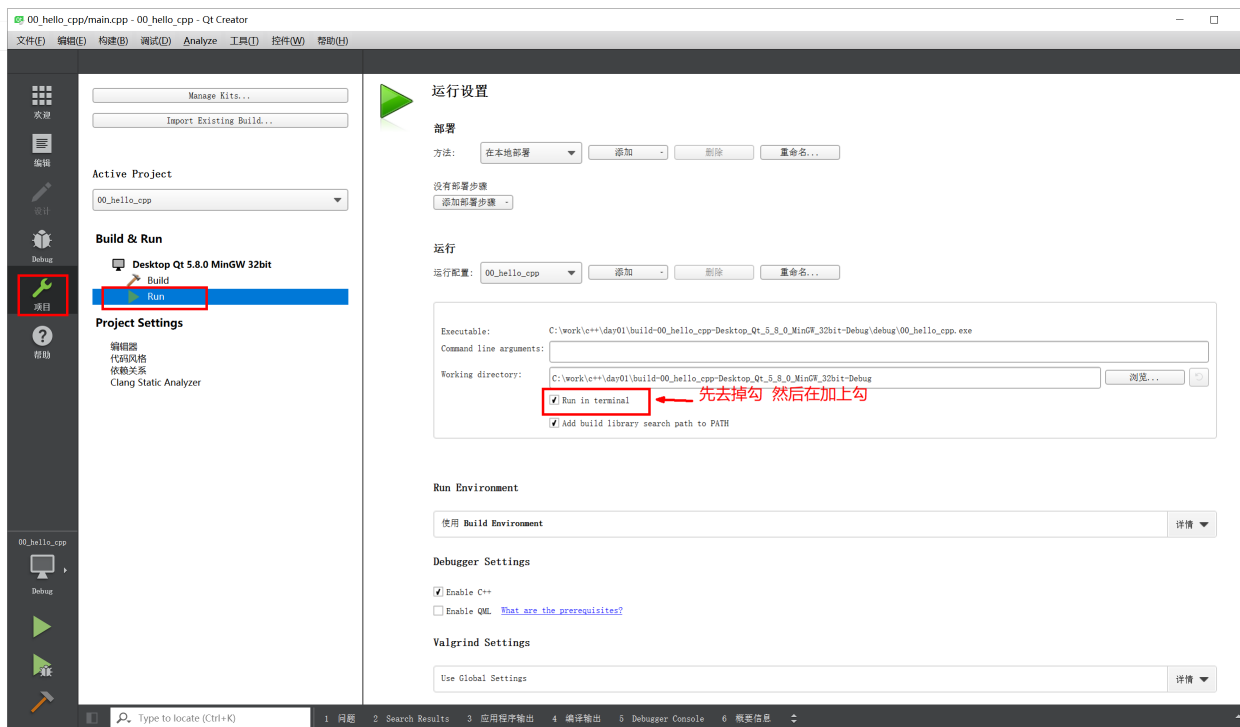 00_hello_cpp/main.cpp - 00_hello_cpp - Qt Creator
文件(F) 编辑(E) 构建(B) 调试(D) Analyze 工具(T) 控件(W) 帮助(H)
欢迎
编辑
设计
Debug
项目
帮助
00_hello_cpp
Debug
Manage Kits...
Import Existing Build...
Active Project
00_hello_cpp
Build & Run
Desktop Qt 5.8.0 MinGW 32bit
Build
Run
Project Settings
编辑器
代码风格
依赖关系
Clang Static Analyzer
运行设置
部署
方法: 在本地部署 添加 删除 重命名...
没有部署步骤
添加部署步骤
运行
运行配置: 00_hello_cpp 添加 删除 重命名...
Executable: C:\work\c++\day01\build-00_hello_cpp-Desktop_Qt_5_8_0_MinGW_32bit-Debug\debug\00_hello_cpp.exe
Command line arguments:
Working directory: C:\work\c++\day01\build-00_hello_cpp-Desktop_Qt_5_8_0_MinGW_32bit-Debug 浏览...
Run in terminal 先去掉勾 然后在加上勾
Add build library search path to PATH
Run Environment
使用 Build Environment 详情
Debugger Settings
Enable C++
Enable QML What are the prerequisites?
Valgrind Settings
Use Global Settings 详情
Type to locate (Ctrl+K) 1 问题 2 Search Results 3 应用程序输出 4 编译输出 5 Debugger Console 6 概要信息